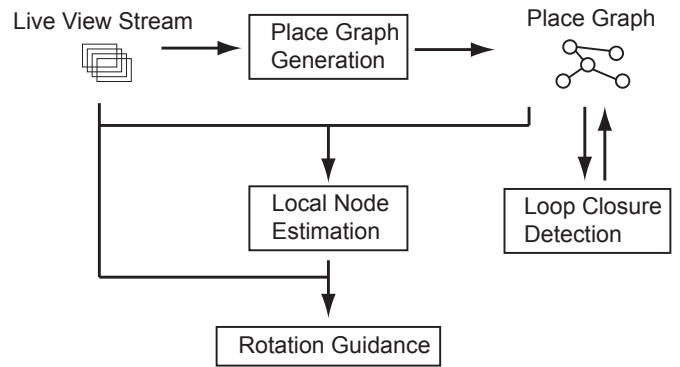 Live View Stream
Place Graph
Generation
Place Graph
Local Node
Estimation
Loop Closure
Detection
Rotation Guidance